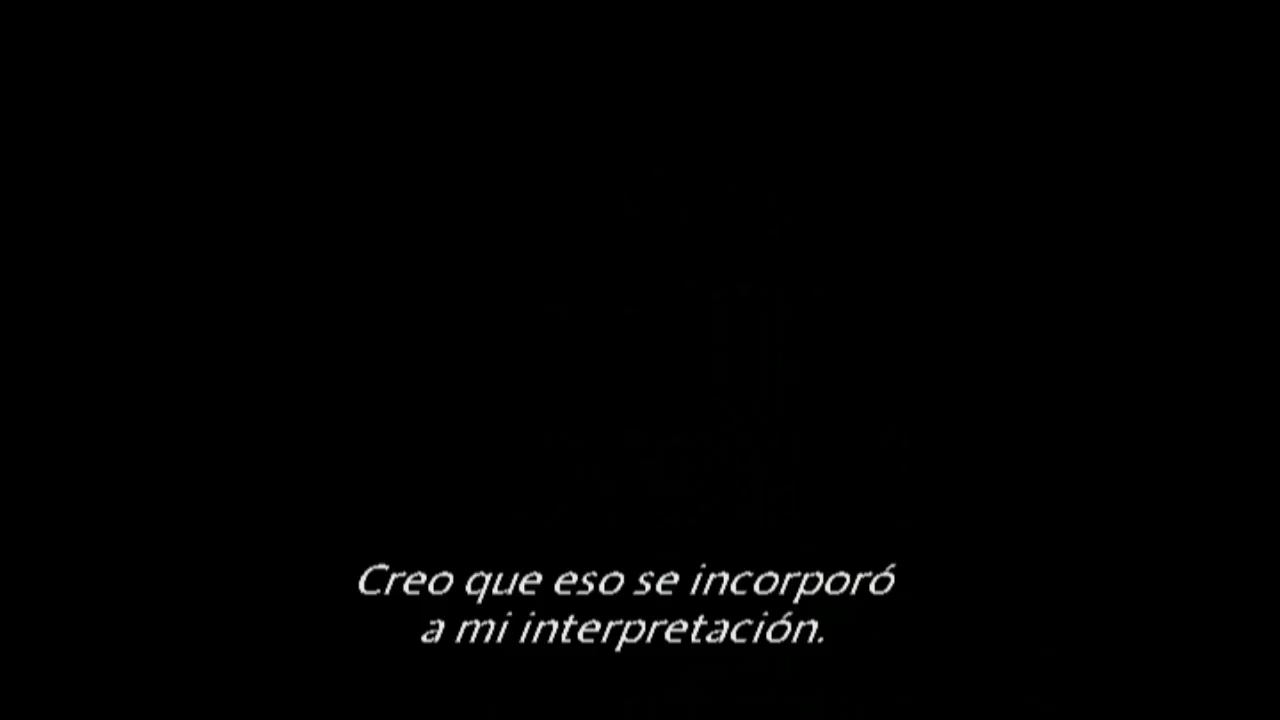 Creo que eso se incorporó
a mi interpretación.